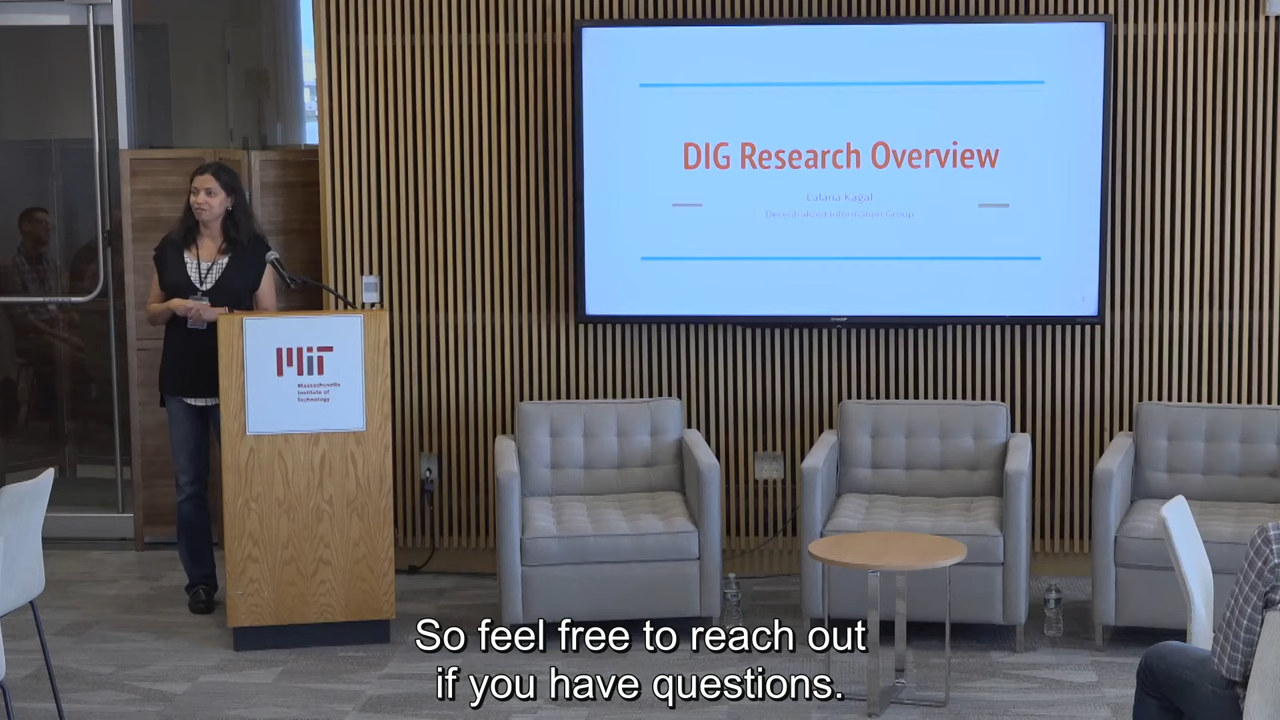 DIG Research Overview
Lalana Kagal
Decentralized Information Group
MiT
Massachusetts
Institute of
Technology
So feel free to reach out
if you have questions.